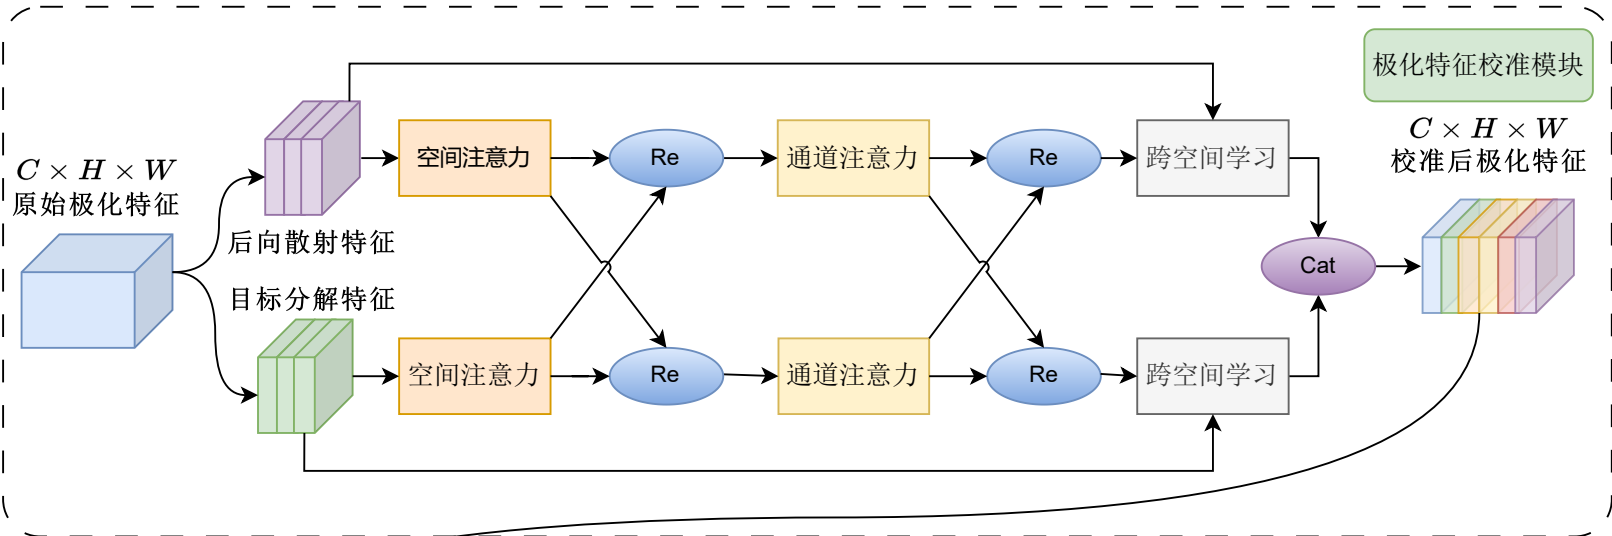 极化特征校准模块
C × H × W
原始极化特征
后向散射特征
目标分解特征
空间注意力
Re
通道注意力
Re
跨空间学习
空间注意力
Re
通道注意力
Re
跨空间学习
Cat
C × H × W
校准后极化特征